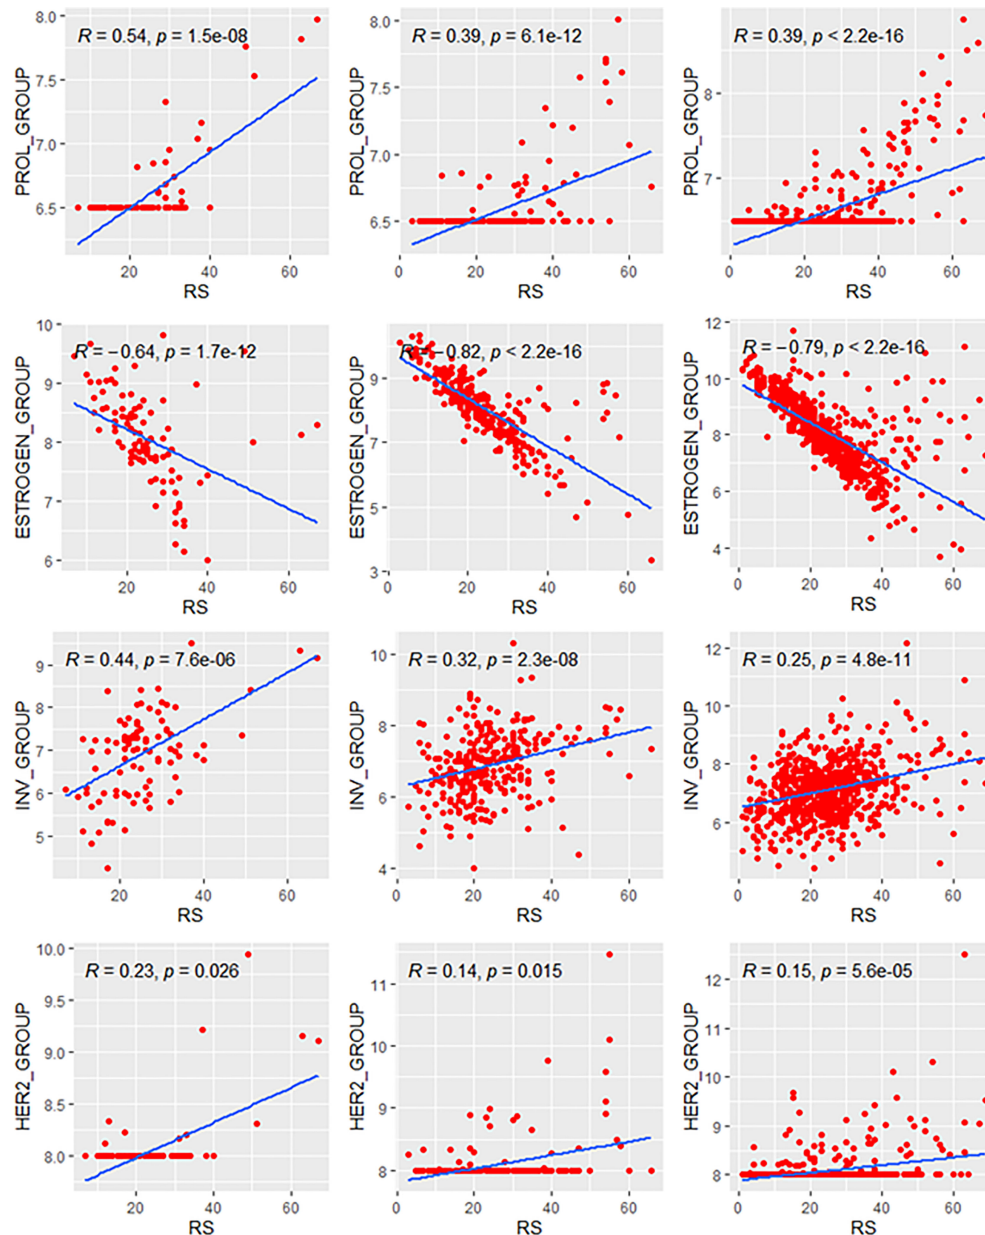 R = 0.54, p = 1.5e-08
PROL_GROUP
8.0
7.5
7.0
6.5
20
40
60
RS
R = 0.39, p = 6.1e-12
PROL_GROUP
8.0
7.5
7.0
6.5
0
20
40
60
RS
R = 0.39, p < 2.2e-16
PROL_GROUP
8
7
0
20
40
60
RS
R = −0.64, p = 1.7e-12
ESTROGEN_GROUP
10
9
8
7
6
20
40
60
RS
R = −0.82, p < 2.2e-16
ESTROGEN_GROUP
9
7
5
3
0
20
40
60
RS
R = −0.79, p < 2.2e-16
ESTROGEN_GROUP
12
10
8
6
4
0
20
40
60
RS
R = 0.44, p = 7.6e-06
INV_GROUP
9
8
7
6
5
20
40
60
RS
R = 0.32, p = 2.3e-08
INV_GROUP
10
8
6
4
0
20
40
60
RS
R = 0.25, p = 4.8e-11
INV_GROUP
12
10
8
6
0
20
40
60
RS
R = 0.23, p = 0.026
HER2_GROUP
10.0
9.5
9.0
8.5
8.0
20
40
60
RS
R = 0.14, p = 0.015
HER2_GROUP
11
10
9
8
0
20
40
60
RS
R = 0.15, p = 5.6e-05
HER2_GROUP
12
11
10
9
8
0
20
40
60
RS